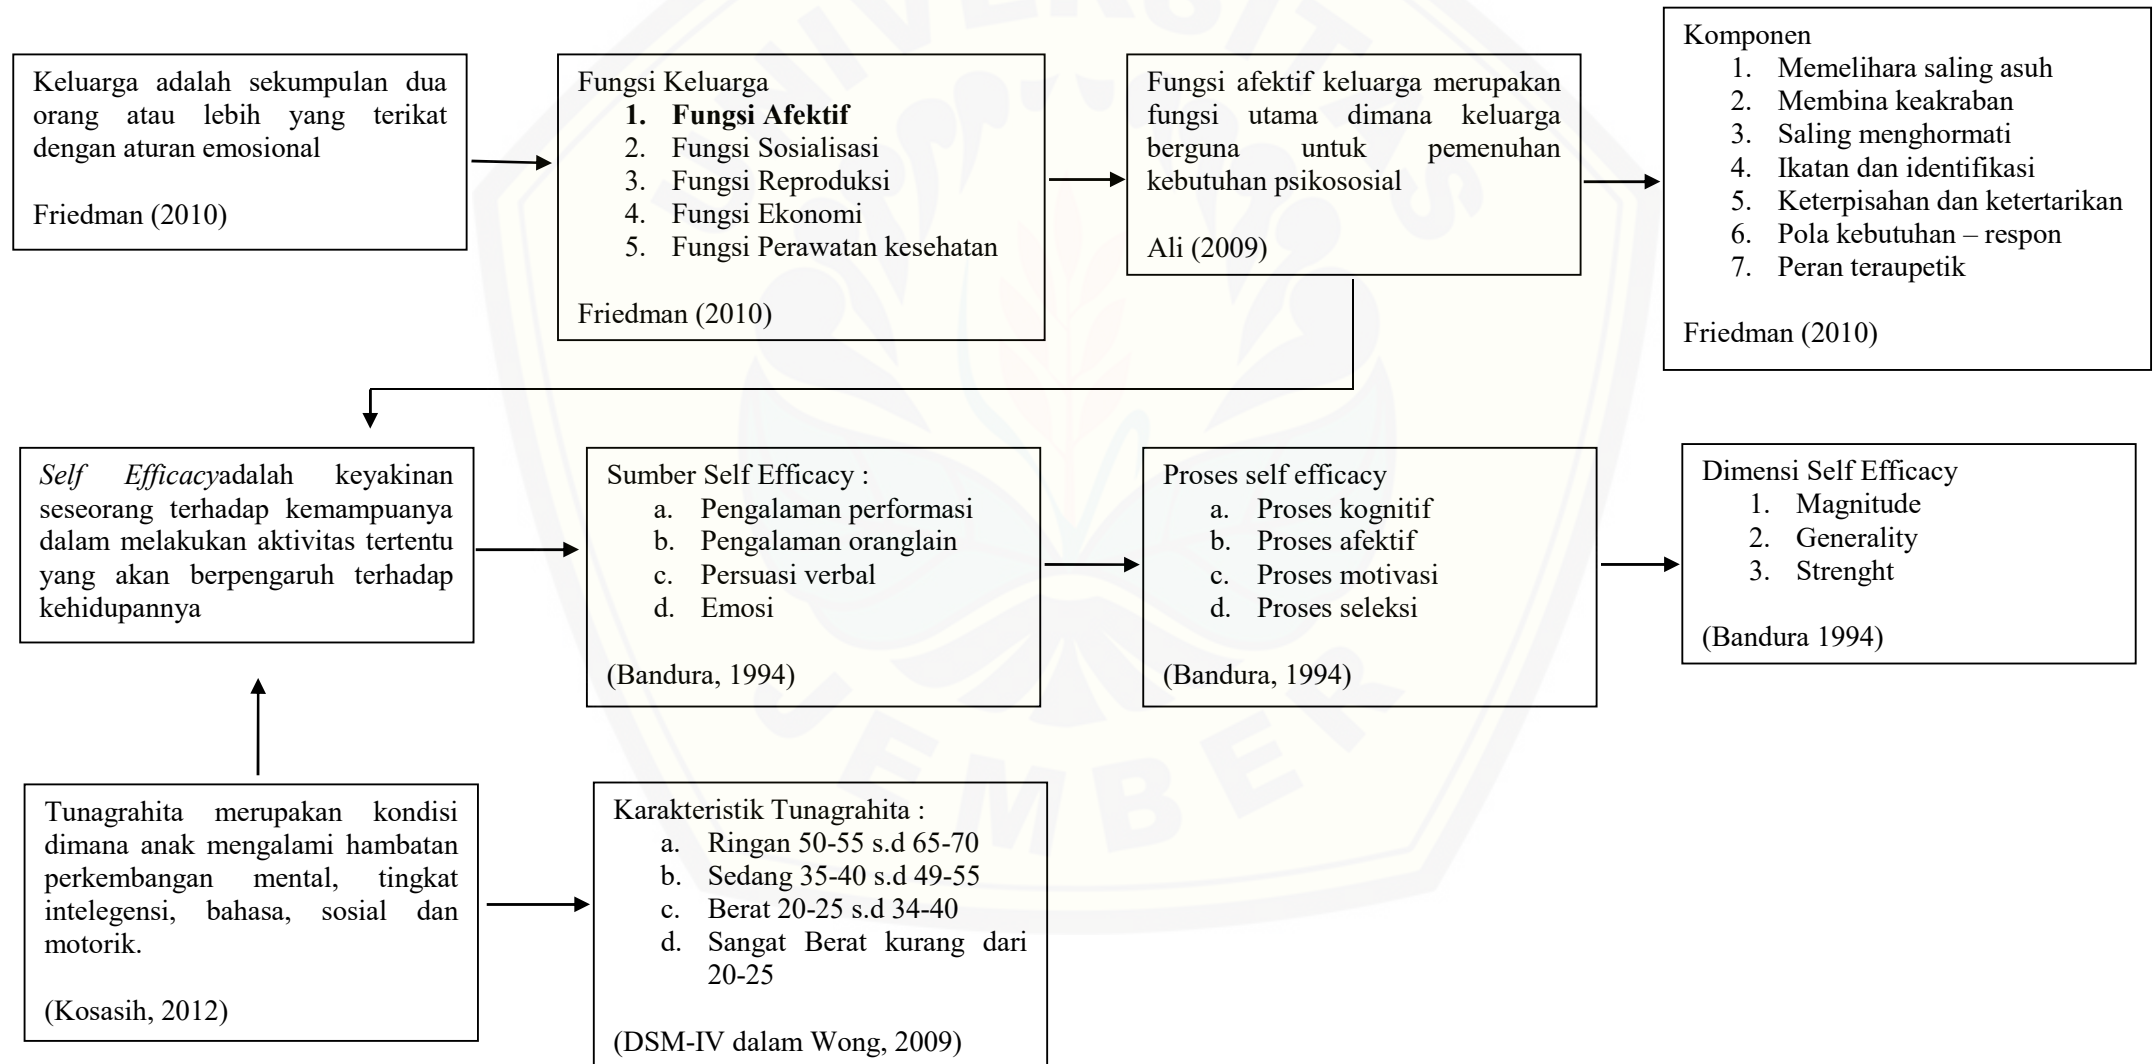 Keluarga adalah sekumpulan dua
orang atau lebih yang terikat
dengan aturan emosional
Friedman (2010)
Fungsi Keluarga
1. Fungsi Afektif
2. Fungsi Sosialisasi
3. Fungsi Reproduksi
4. Fungsi Ekonomi
5. Fungsi Perawatan kesehatan
Friedman (2010)
Fungsi afektif keluarga merupakan
fungsi utama dimana keluarga
berguna untuk pemenuhan
kebutuhan psikososial
Ali (2009)
Komponen
1. Memelihara saling asuh
2. Membina keakraban
3. Saling menghormati
4. Ikatan dan identifikasi
5. Keterpisahan dan ketertarikan
6. Pola kebutuhan – respon
7. Peran teraupetik
Friedman (2010)
Self Efficacyadalah keyakinan
seseorang terhadap kemampuanya
dalam melakukan aktivitas tertentu
yang akan berpengaruh terhadap
kehidupannya
Sumber Self Efficacy :
a. Pengalaman performasi
b. Pengalaman oranglain
c. Persuasi verbal
d. Emosi
(Bandura, 1994)
Proses self efficacy
a. Proses kognitif
b. Proses afektif
c. Proses motivasi
d. Proses seleksi
(Bandura, 1994)
Dimensi Self Efficacy
1. Magnitude
2. Generality
3. Strenght
(Bandura 1994)
Tunagrahita merupakan kondisi
dimana anak mengalami hambatan
perkembangan mental, tingkat
intelegensi, bahasa, sosial dan
motorik.
(Kosasih, 2012)
Karakteristik Tunagrahita :
a. Ringan 50-55 s.d 65-70
b. Sedang 35-40 s.d 49-55
c. Berat 20-25 s.d 34-40
d. Sangat Berat kurang dari
20-25
(DSM-IV dalam Wong, 2009)
UNIVERSITAS
JEMBER